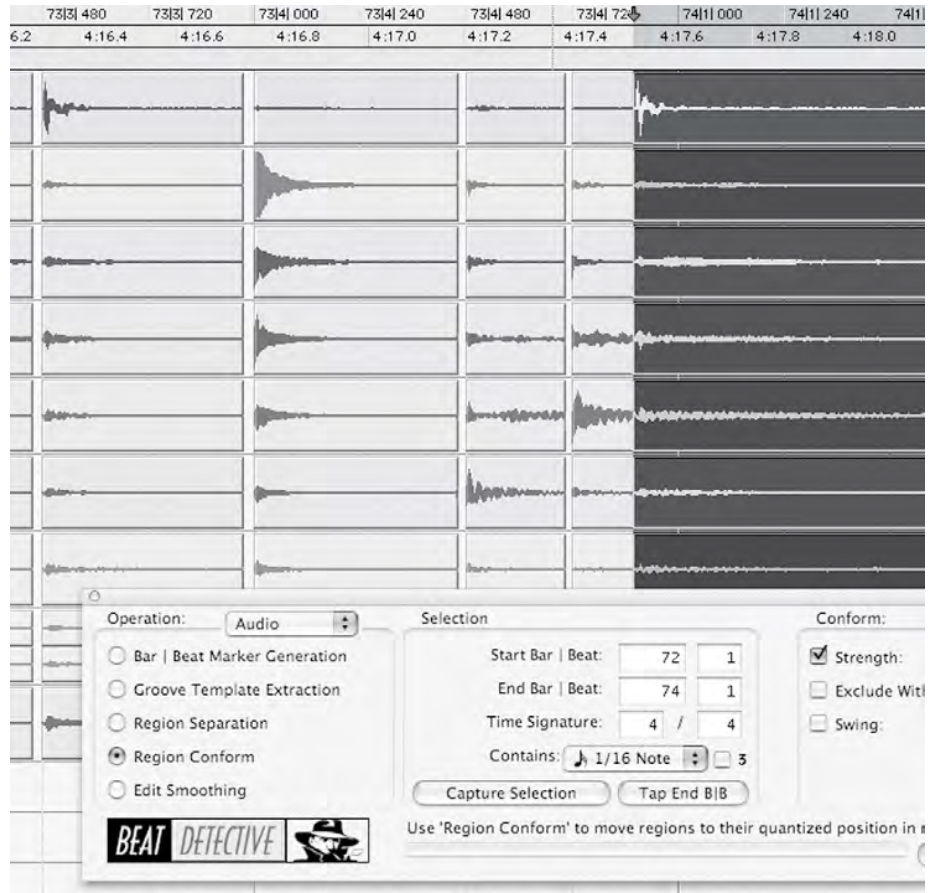 73|3| 480 73|3| 720 73|4| 000 73|4| 240 73|4| 480 73|4| 72 74|1| 000 74|1| 240 74|1
6.2 4:16.4 4:16.6 4:16.8 4:17.0 4:17.2 4:17.4 4:17.6 4:17.8 4:18.0
Operation: Audio
Bar | Beat Marker Generation
Groove Template Extraction
Region Separation
Region Conform
Edit Smoothing
BEAT DETECTIVE
Selection
Start Bar | Beat: 72 1
End Bar | Beat: 74 1
Time Signature: 4 / 4
Contains: 1/16 Note 3
Capture Selection Tap End B|B
Conform:
Strength:
Exclude With
Swing:
Use 'Region Conform' to move regions to their quantized position in